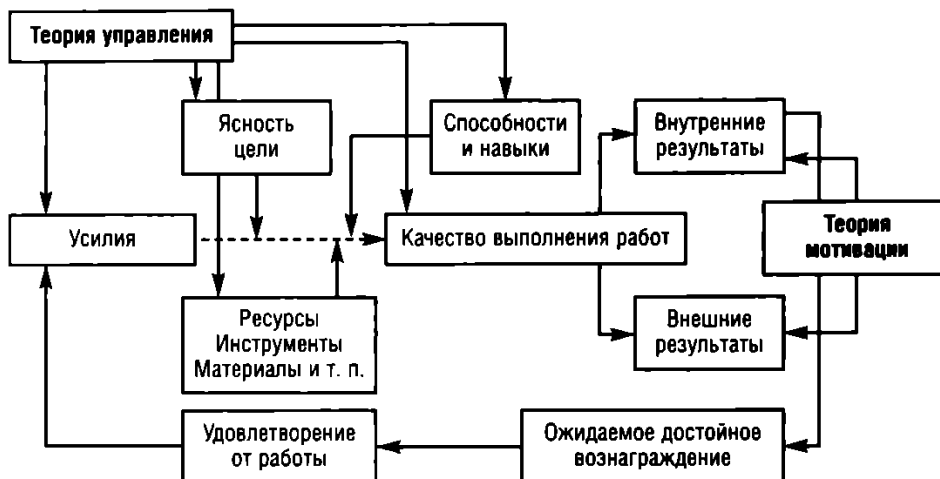 Теория управления
Ясность
цели
Способности
и навыки
Внутренние
результаты
Усилия
Качество выполнения работ
Теория
мотивации
Ресурсы
Инструменты
Материалы и т. п.
Внешние
результаты
Удовлетворение
от работы
Ожидаемое достойное
вознаграждение